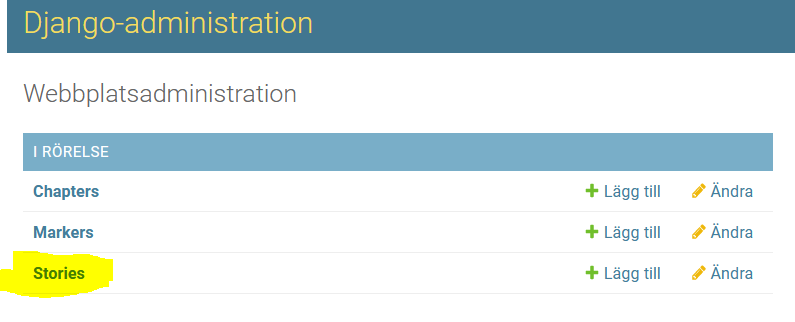 Django-administration
Webbplatsadministration
I RÖRELSE
Chapters Lägg till Ändra
Markers Lägg till Ändra
Stories Lägg till Ändra